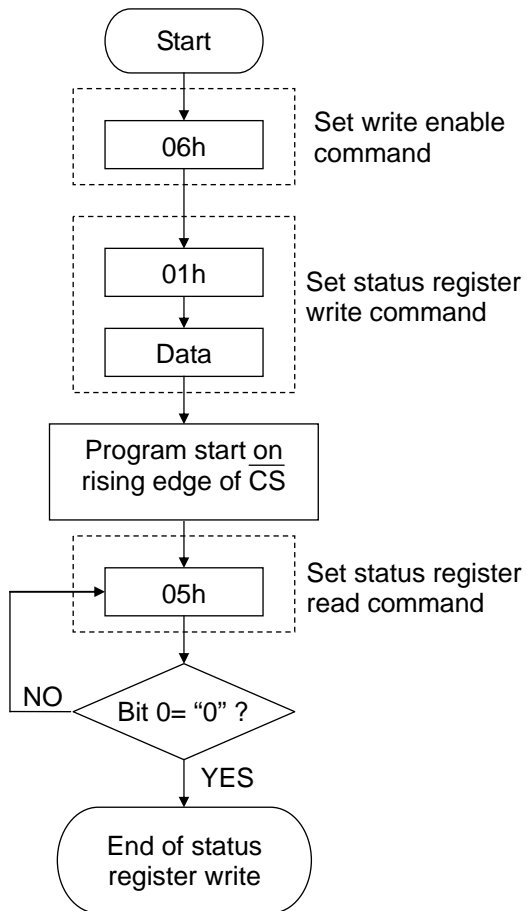 Start
06h
Set write enable
command
01h
Set status register
write command
Data
Program start on
rising edge of C̅S̅
05h
Set status register
read command
NO
Bit 0= “0” ?
YES
End of status
register write